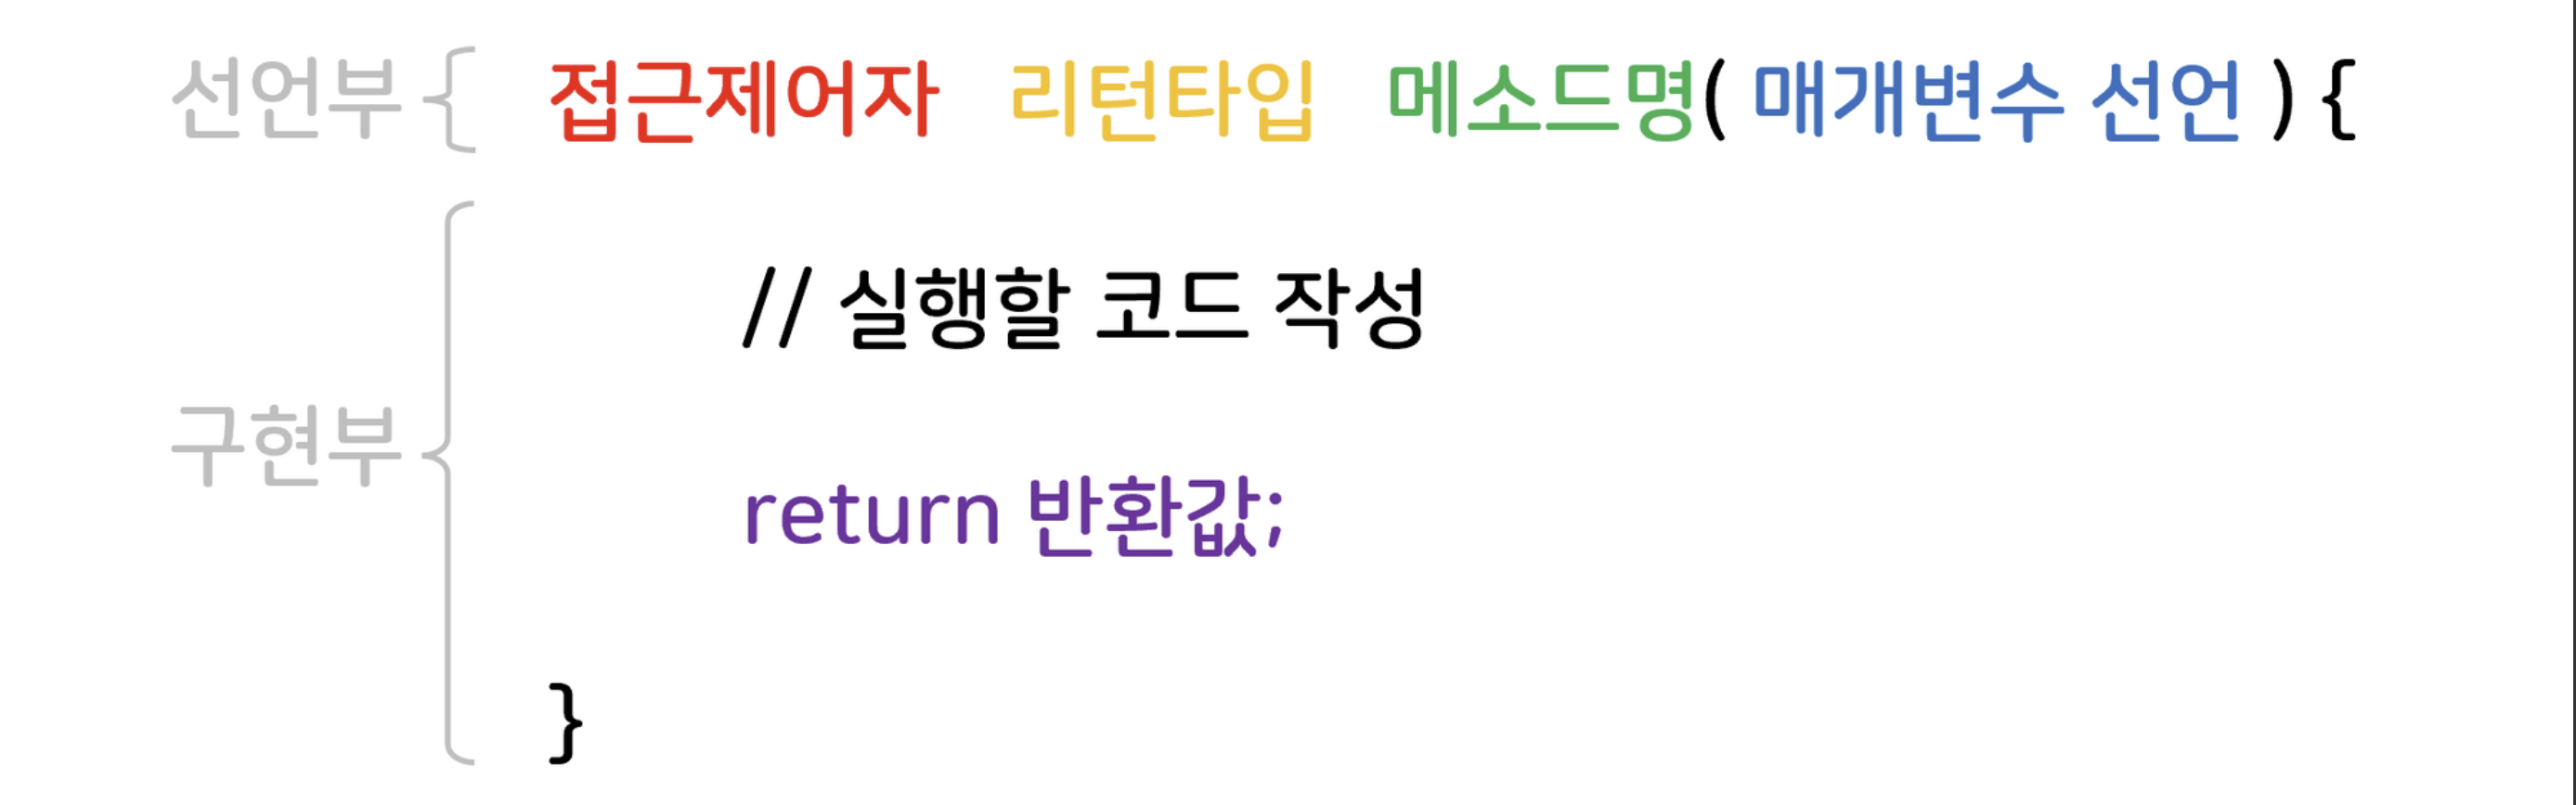 선언부 { 접근제어자 리턴타입 메소드명( 매개변수 선언 ) {
// 실행할 코드 작성
구현부 {
return 반환값;
}